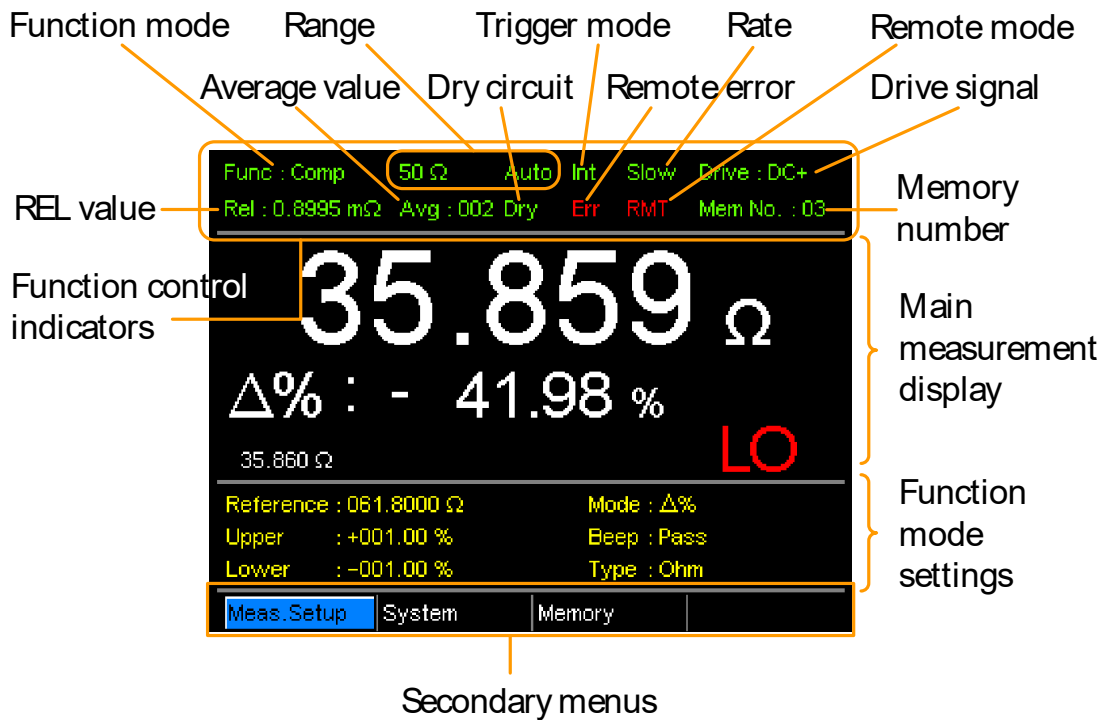 Function mode Range Trigger mode Rate Remote mode
Average value Dry circuit Remote error Drive signal
Func : Comp 50 Ω Auto Int Slow Drive : DC+
REL value Rel : 0.8995 mΩ Avg : 002 Dry Err RMT Mem No. : 03
Memory
number
Function control
indicators
35.859 Ω
Δ% : - 41.98 %
35.860 Ω
LO
Main
measurement
display
Reference : 061.8000 Ω Mode : Δ%
Upper : +001.00 % Beep : Pass
Lower : -001.00 % Type : Ohm
Function
mode
settings
Meas.Setup System Memory
Secondary menus